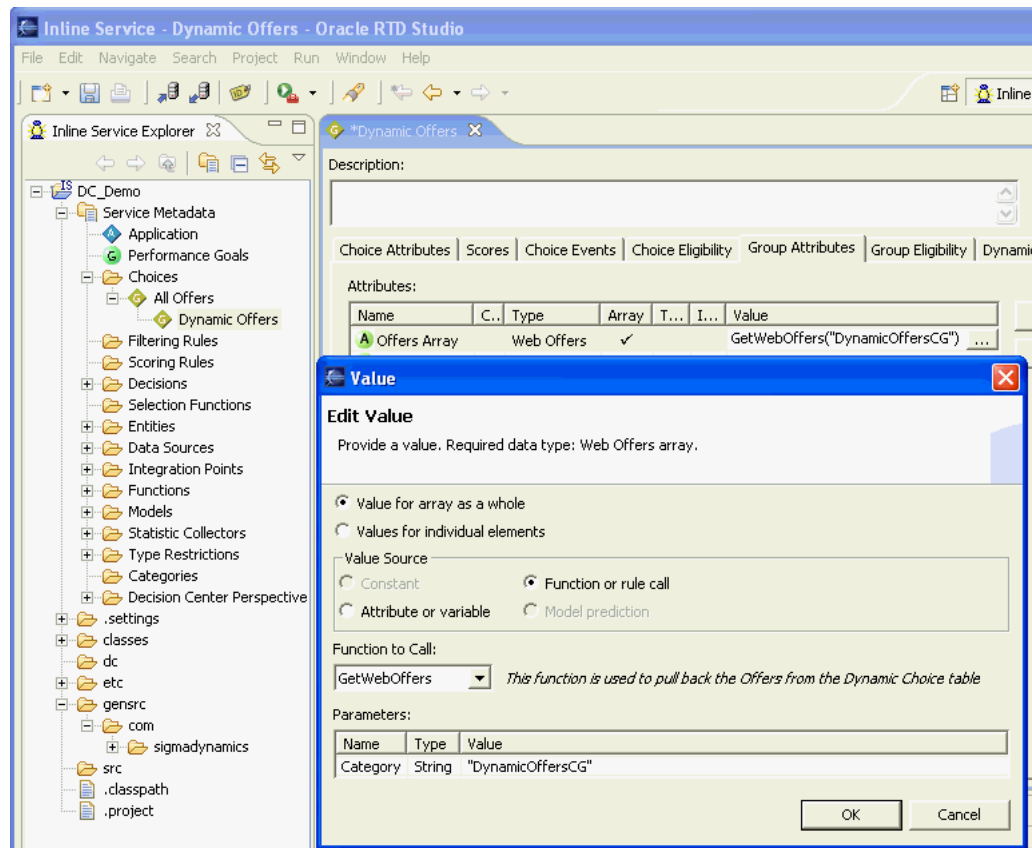 Inline Service - Dynamic Offers - Oracle RTD Studio
File Edit Navigate Search Project Run Window Help
Inline
Inline Service Explorer
*Dynamic Offers
IS DC_Demo
Service Metadata
Application
Performance Goals
Choices
All Offers
Dynamic Offers
Filtering Rules
Scoring Rules
Decisions
Selection Functions
Entities
Data Sources
Integration Points
Functions
Models
Statistic Collectors
Type Restrictions
Categories
Decision Center Perspective
.settings
classes
dc
etc
gensrc
com
sigmadynamics
src
.classpath
.project
Description:
Choice Attributes Scores Choice Events Choice Eligibility Group Attributes Group Eligibility Dynami
Attributes:
Name C... Type Array T... I... Value
A Offers Array Web Offers ✓ GetWebOffers("DynamicOffersCG") ...
Value
Edit Value
Provide a value. Required data type: Web Offers array.
Value for array as a whole
Values for individual elements
Value Source
Constant Function or rule call
Attribute or variable Model prediction
Function to Call:
GetWebOffers This function is used to pull back the Offers from the Dynamic Choice table
Parameters:
Name Type Value
Category String "DynamicOffersCG"
OK Cancel